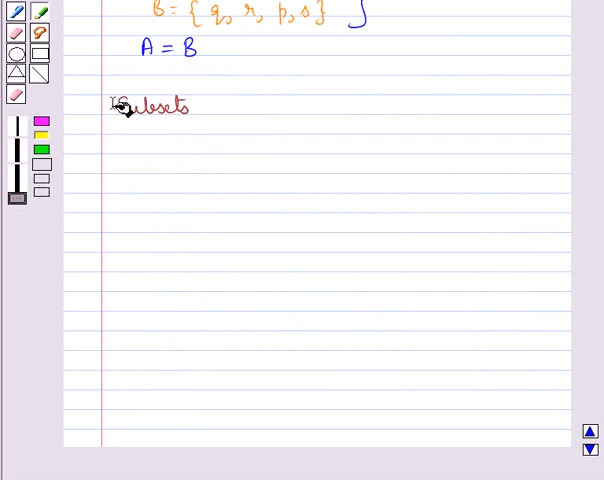 B = { q, r, p, s }
A = B
Subsets